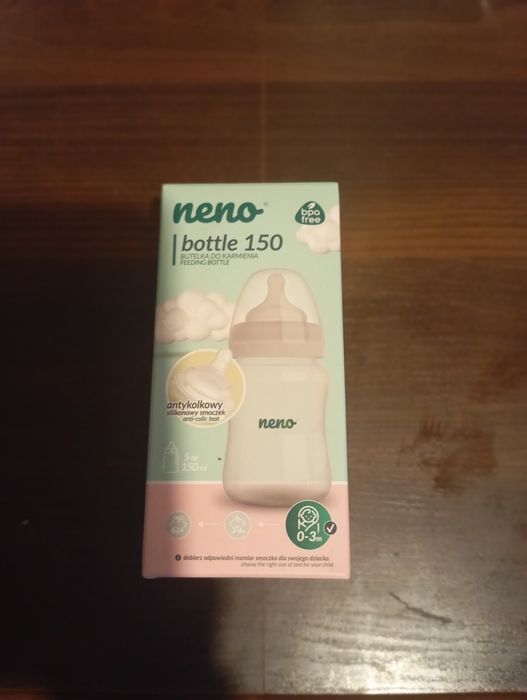 neno®
bpa
free
bottle 150
BUTELKA DO KARMIENIA
FEEDING BOTTLE
antykolkowy
silikonowy smoczek
anti-colic teat
neno
5 oz
150 ml
0-3m
dobierz odpowiedni rozmiar smoczka dla swojego dziecka.
choose the right size of teat for your child.